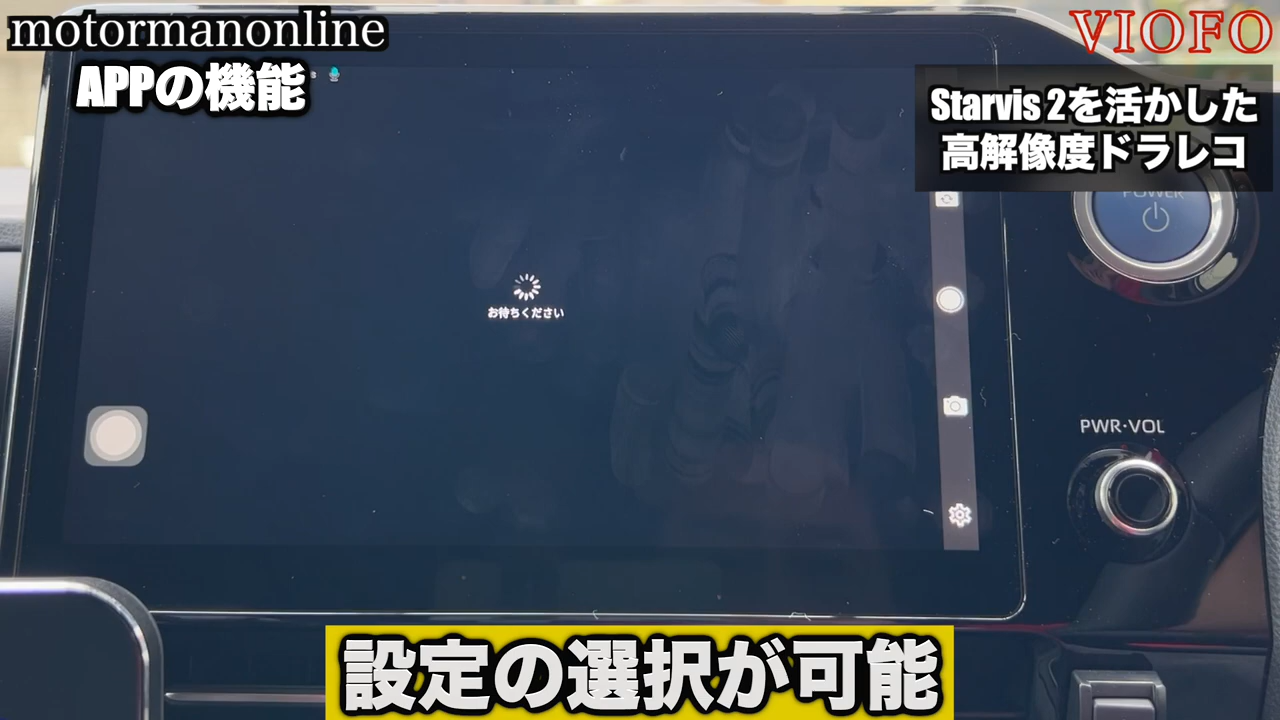 motormanonline
VIOFO
APPの機能
Starvis 2を活かした
高解像度ドラレコ
POWER
お待ちください
PWR·VOL
設定の選択が可能